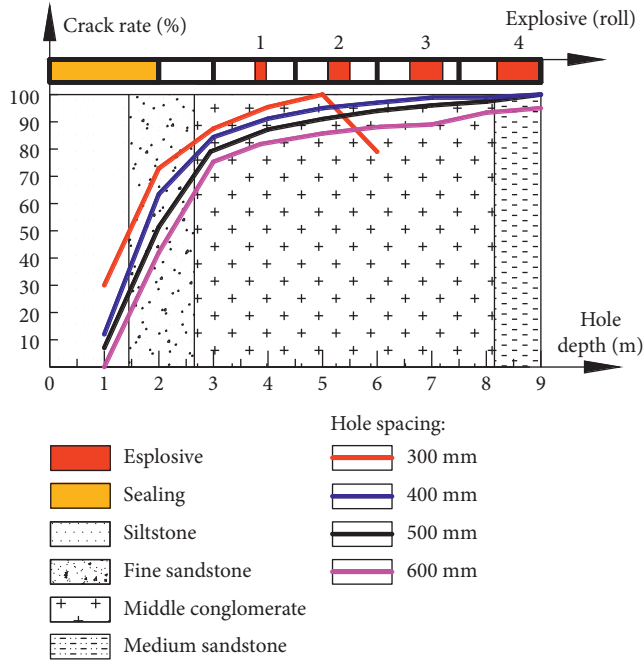 Crack rate (%)
Explosive (roll)
1 2 3 4
100
90
80
70
60
50
40
30
20
10
Hole
depth (m)
0 1 2 3 4 5 6 7 8 9
Hole spacing:
Esplosive
300 mm
Sealing
400 mm
Siltstone
500 mm
Fine sandstone
600 mm
Middle conglomerate
Medium sandstone